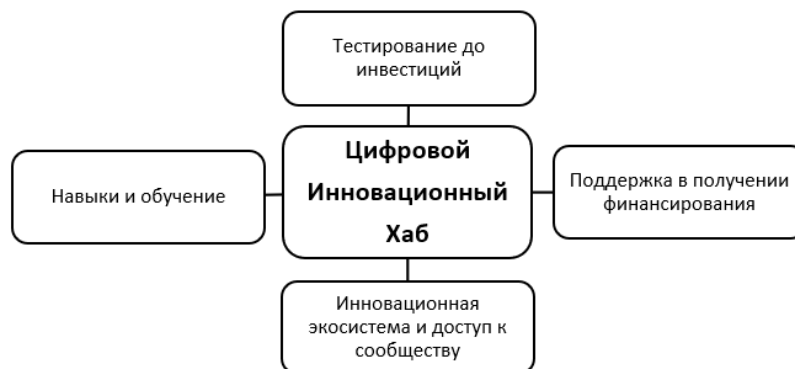 Тестирование до
инвестиций
Цифровой
Инновационный
Хаб
Навыки и обучение
Поддержка в получении
финансирования
Инновационная
экосистема и доступ к
сообществу